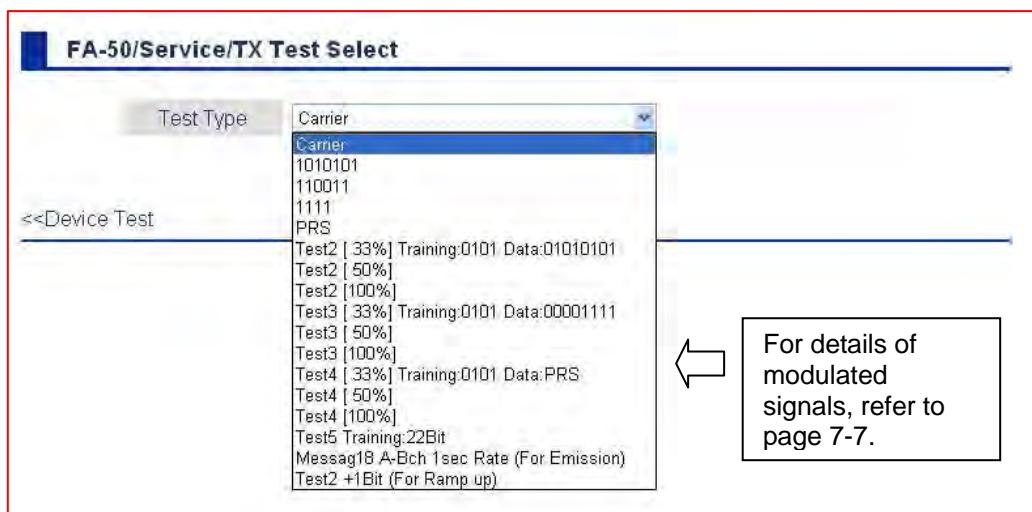 FA-50/Service/TX Test Select
Test Type
Carrier
Carrier
1010101
110011
1111
PRS
Test2 [ 33%] Training:0101 Data:01010101
Test2 [ 50%]
Test2 [100%]
Test3 [ 33%] Training:0101 Data:00001111
Test3 [ 50%]
Test3 [100%]
Test4 [ 33%] Training:0101 Data:PRS
Test4 [ 50%]
Test4 [100%]
Test5 Training:22Bit
Messag18 A-Bch 1sec Rate (For Emission)
Test2 +1Bit (For Ramp up)
<<Device Test
For details of
modulated
signals, refer to
page 7-7.